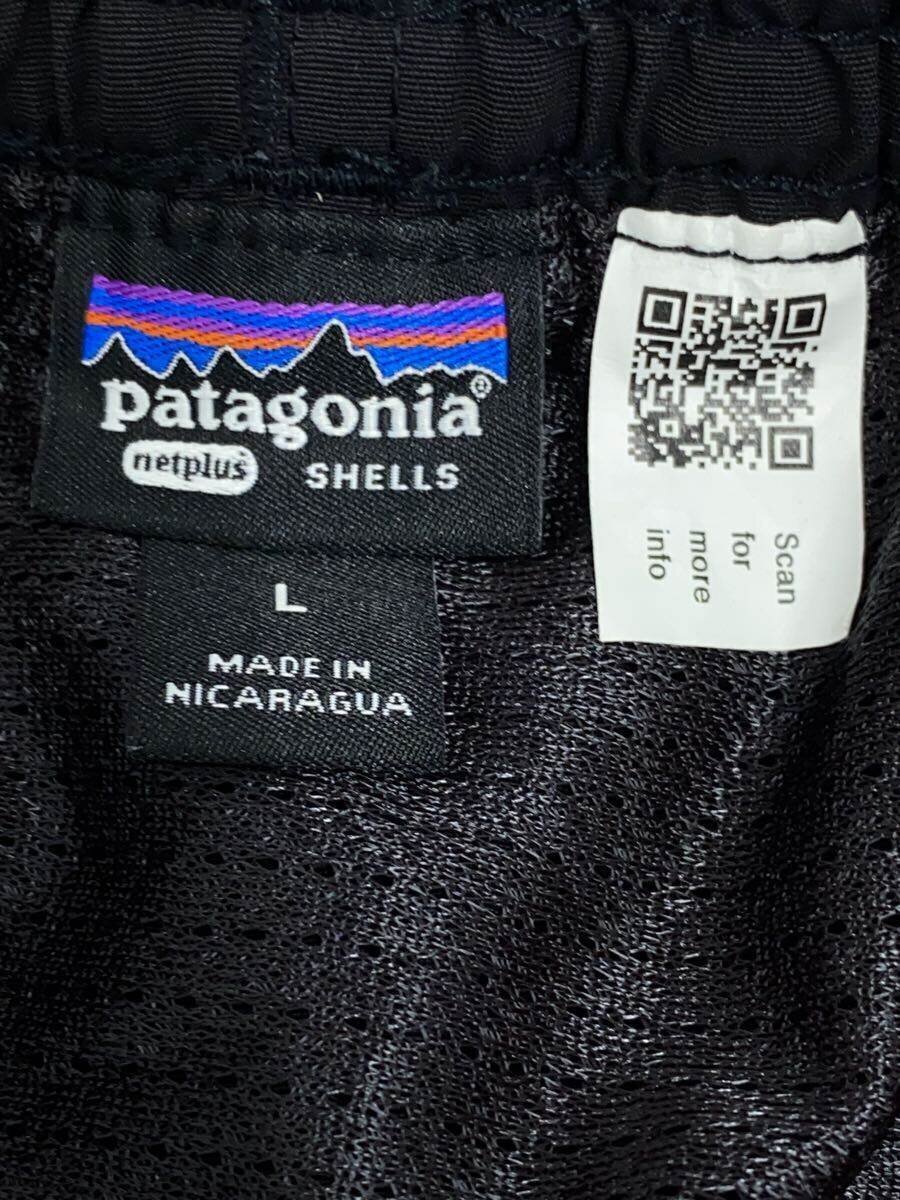 patagonia®
netplus SHELLS
L
MADE IN
NICARAGUA
Scan
for
more
info